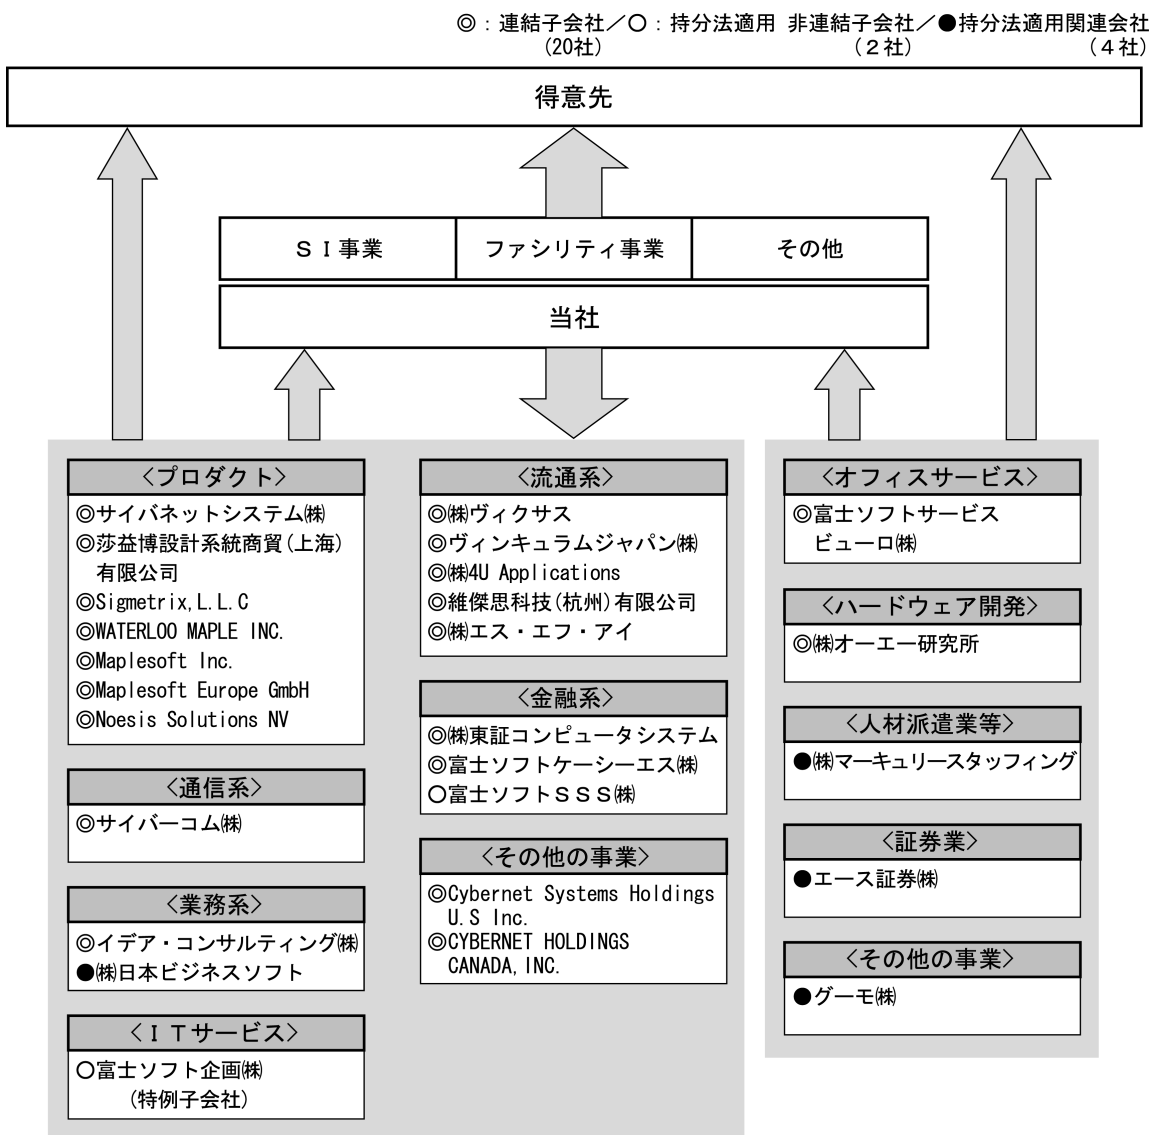 ◎：連結子会社／○：持分法適用 非連結子会社／●持分法適用関連会社
(20社)
(２社)
(４社)
得意先
ＳＩ事業
ファシリティ事業
その他
当社
〈プロダクト〉
◎サイバネットシステム㈱
◎莎益博設計系統商貿(上海)
有限公司
◎Sigmetrix,L.L.C
◎WATERLOO MAPLE INC.
◎Maplesoft Inc.
◎Maplesoft Europe GmbH
◎Noesis Solutions NV
〈通信系〉
◎サイバーコム㈱
〈業務系〉
◎イデア・コンサルティング㈱
●㈱日本ビジネスソフト
〈ＩＴサービス〉
○富士ソフト企画㈱
(特例子会社)
〈流通系〉
◎㈱ヴィクサス
◎ヴィンキュラムジャパン㈱
◎㈱4U Applications
◎維傑思科技(杭州)有限公司
◎㈱エス・エフ・アイ
〈金融系〉
◎㈱東証コンピュータシステム
◎富士ソフトケーシーエス㈱
○富士ソフトＳＳＳ㈱
〈その他の事業〉
◎Cybernet Systems Holdings
U.S Inc.
◎CYBERNET HOLDINGS
CANADA,INC.
〈オフィスサービス〉
◎富士ソフトサービス
ビューロ㈱
〈ハードウェア開発〉
◎㈱オーエー研究所
〈人材派遣業等〉
●㈱マーキュリースタッフィング
〈証券業〉
●エース証券㈱
〈その他の事業〉
●グーモ㈱